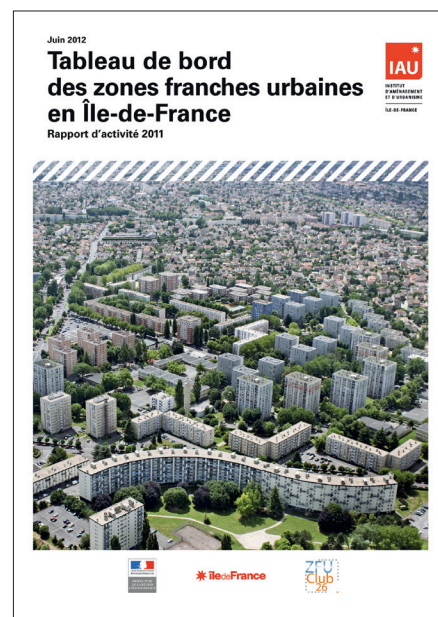 Juin 2012
Tableau de bord
des zones franches urbaines
en Île-de-France
Rapport d'activité 2011
IAU
INSTITUT
D'AMÉNAGEMENT
ET D'URBANISME
ÎLE-DE-FRANCE
îledeFrance
ZFU
Club
26